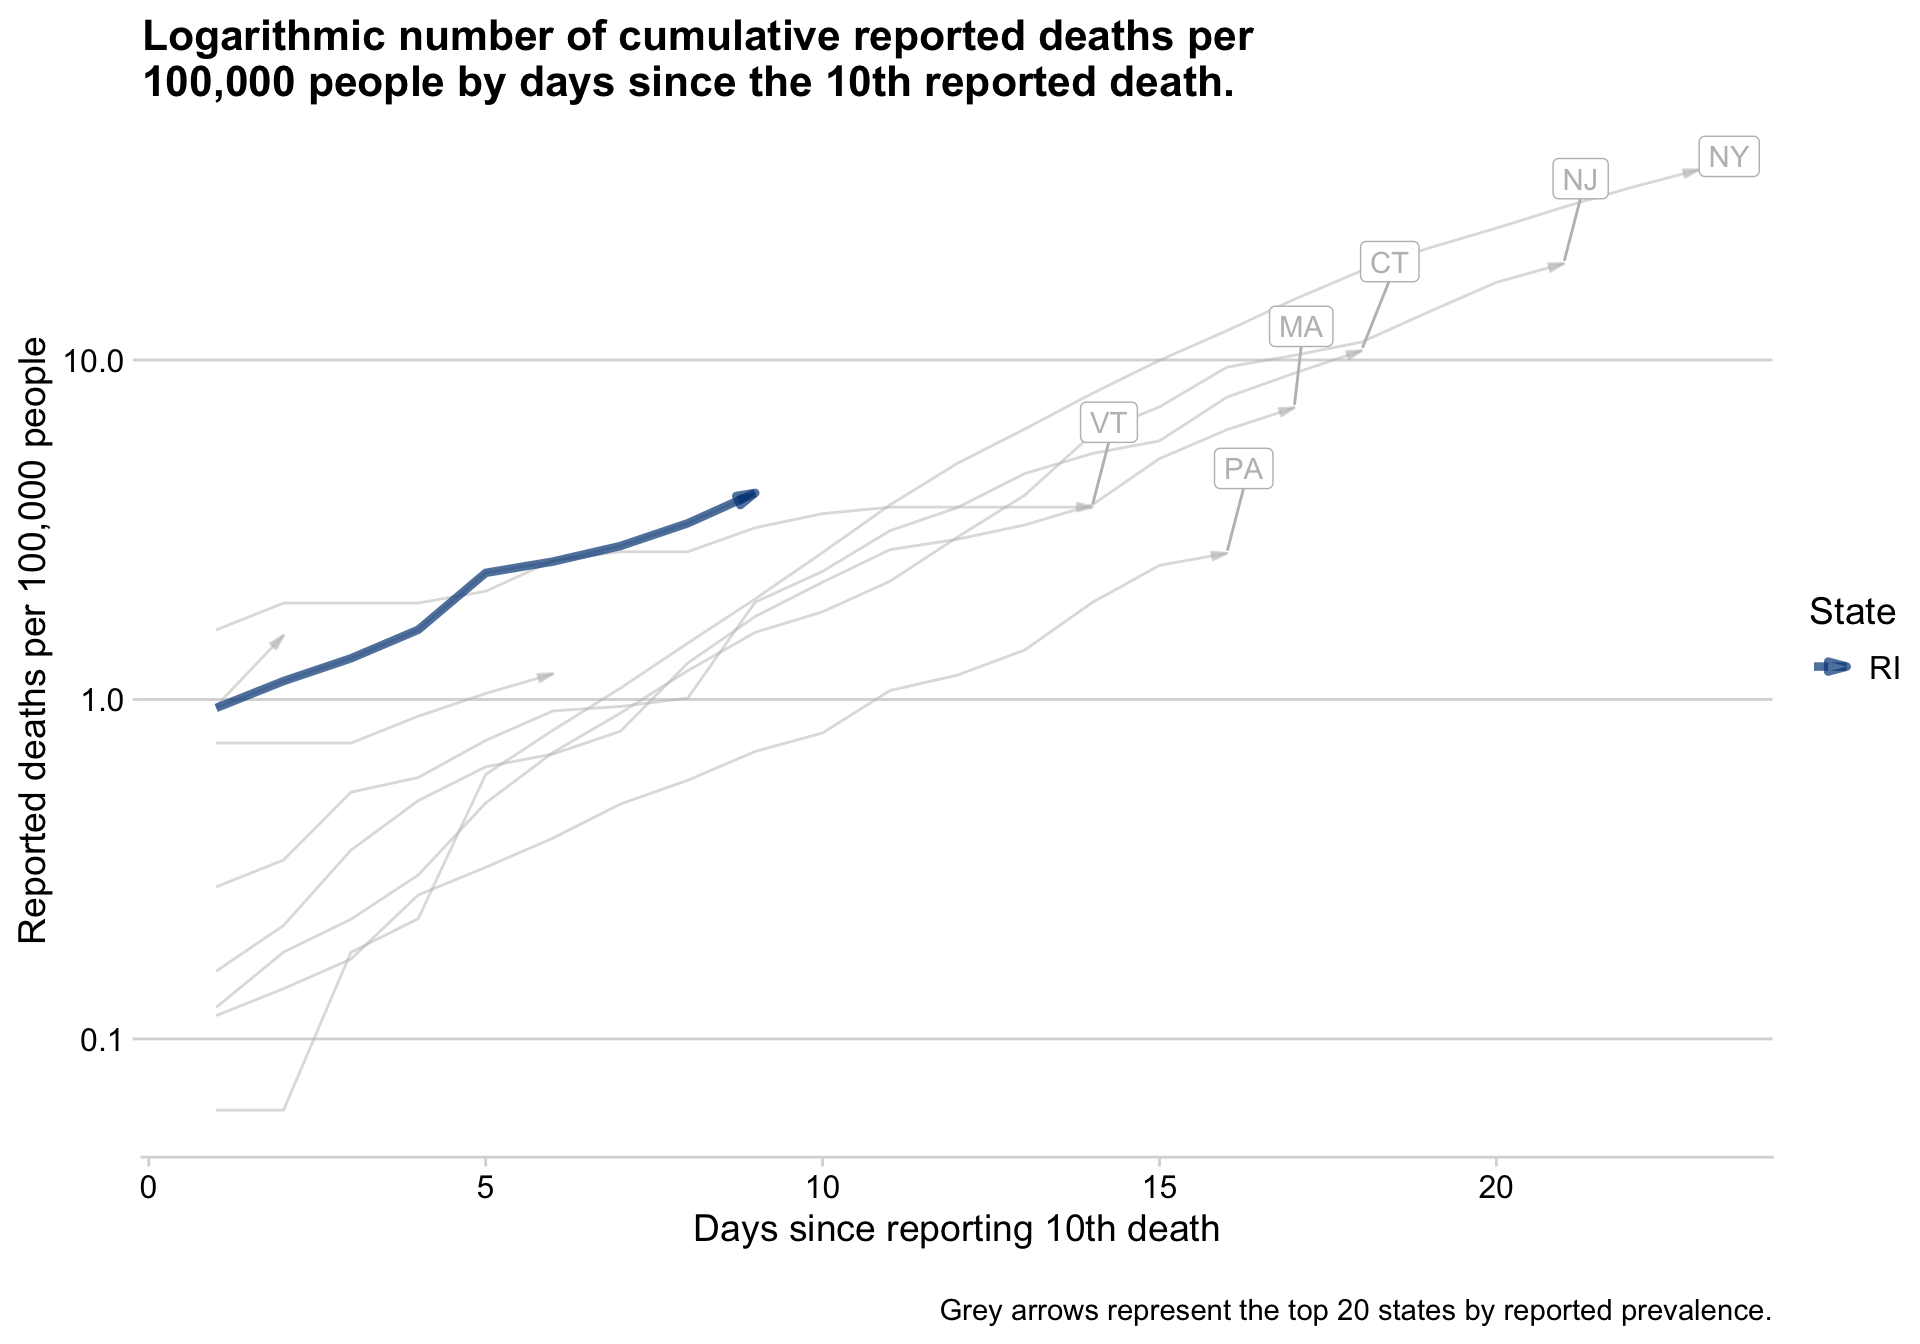 Logarithmic number of cumulative reported deaths per
100,000 people by days since the 10th reported death.
NY
NJ
CT
MA
VT
PA
10.0
1.0
0.1
Reported deaths per 100,000 people
State
RI
0
5
10
15
20
Days since reporting 10th death
Grey arrows represent the top 20 states by reported prevalence.